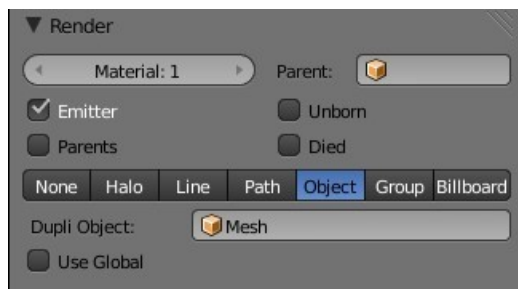 Render
Material: 1 Parent:
Emitter Unborn
Parents Died
None Halo Line Path Object Group Billboard
Dupli Object: Mesh
Use Global